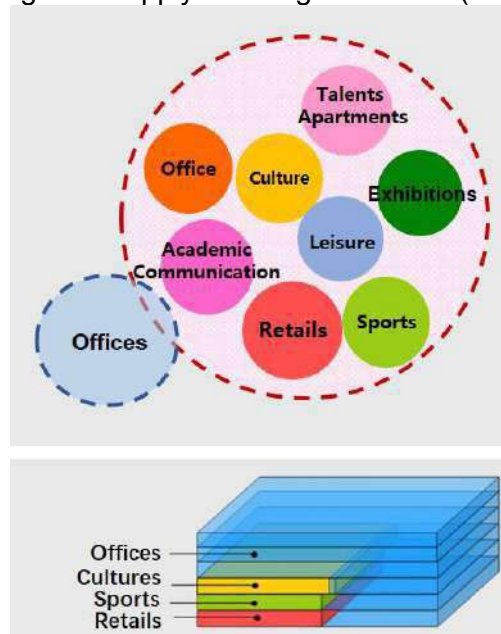 Talents
Apartments
Office
Culture
Exhibitions
Leisure
Academic
Communication
Offices
Retails
Sports
Offices
Cultures
Sports
Retails